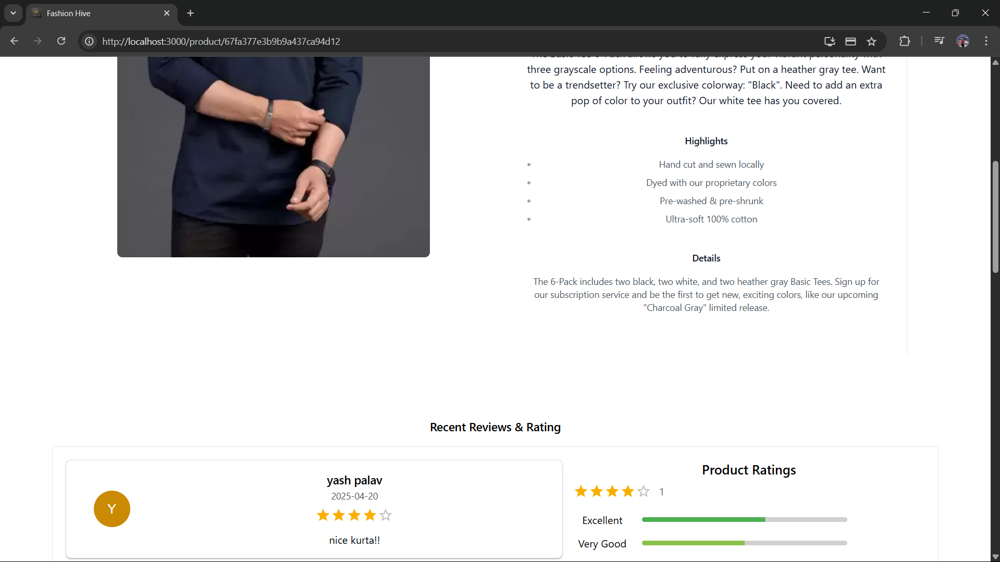 Fashion Hive
http://localhost:3000/product/67fa377e3b9b9a437ca94d12
three grayscale options. Feeling adventurous? Put on a heather gray tee. Want
to be a trendsetter? Try our exclusive colorway: "Black". Need to add an extra
pop of color to your outfit? Our white tee has you covered.
Highlights
Hand cut and sewn locally
Dyed with our proprietary colors
Pre-washed & pre-shrunk
Ultra-soft 100% cotton
Details
The 6-Pack includes two black, two white, and two heather gray Basic Tees. Sign up for
our subscription service and be the first to get new, exciting colors, like our upcoming
"Charcoal Gray" limited release.
Recent Reviews & Rating
Y
yash palav
2025-04-20
nice kurta!!
Product Ratings
1
Excellent
Very Good